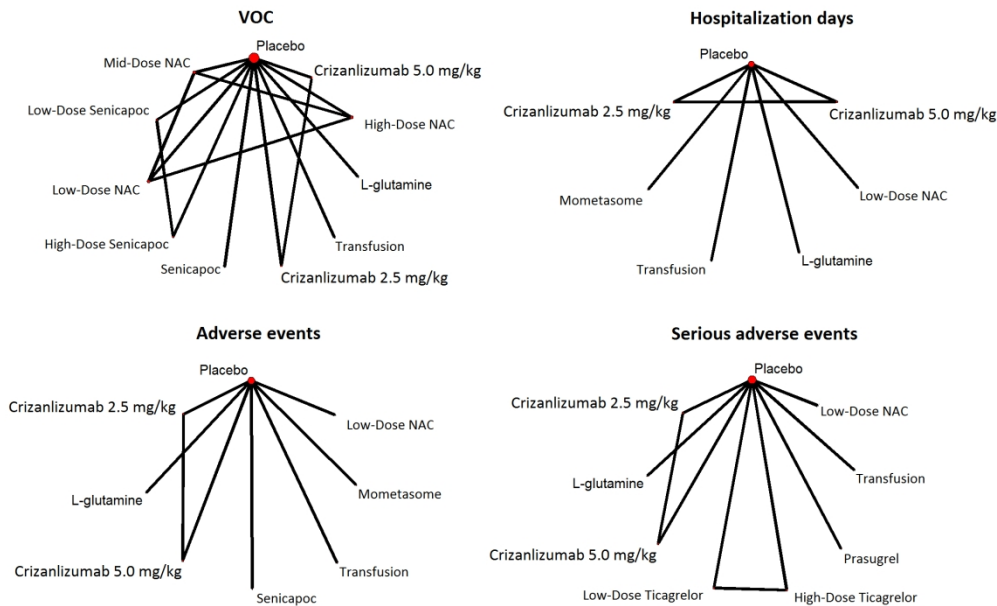 VOC
Placebo
Mid-Dose NAC
Crizanlizumab 5.0 mg/kg
Low-Dose Senicapoc
High-Dose NAC
Low-Dose NAC
L-glutamine
High-Dose Senicapoc
Transfusion
Senicapoc
Crizanlizumab 2.5 mg/kg
Hospitalization days
Placebo
Crizanlizumab 2.5 mg/kg
Crizanlizumab 5.0 mg/kg
Mometasome
Low-Dose NAC
Transfusion
L-glutamine
Adverse events
Placebo
Crizanlizumab 2.5 mg/kg
Low-Dose NAC
L-glutamine
Mometasome
Crizanlizumab 5.0 mg/kg
Transfusion
Senicapoc
Serious adverse events
Placebo
Crizanlizumab 2.5 mg/kg
Low-Dose NAC
L-glutamine
Transfusion
Crizanlizumab 5.0 mg/kg
Prasugrel
Low-Dose Ticagrelor
High-Dose Ticagrelor